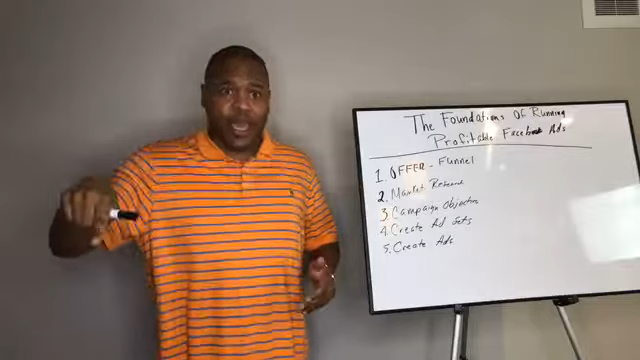 The Foundations Of Running
Profitable Facebook Ads
1 OFFER - Funnel
2. Market Research
3 Campaign Objectives
4. Create Ad Sets
5. Create Ads